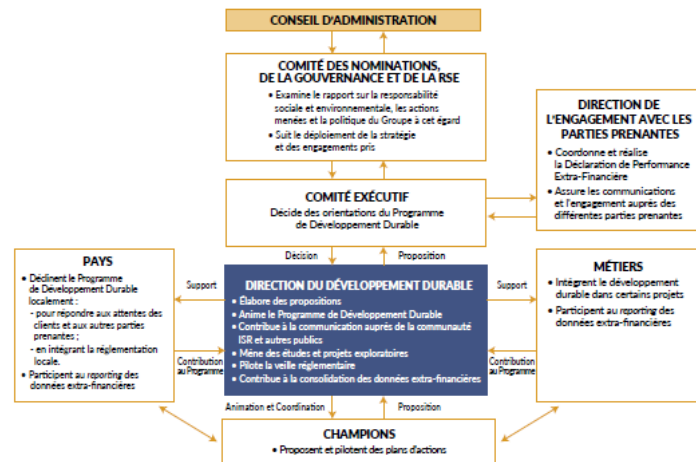 CONSEIL D'ADMINISTRATION
COMITÉ DES NOMINATIONS,
DE LA GOUVERNANCE ET DE LA RSE
• Examine le rapport sur la responsabilité
sociale et environnementale, les actions
menées et la politique du Groupe à cet égard
• Suit le déploiement de la stratégie
et des engagements pris
DIRECTION DE
L'ENGAGEMENT AVEC LES
PARTIES PRENANTES
• Coordonne et réalise
la Déclaration de Performance
Extra-Financière
• Assure les communications
et l'engagement auprès des
différentes parties prenantes
COMITÉ EXÉCUTIF
Décide des orientations du Programme
de Développement Durable
Décision
Proposition
PAYS
• Déclinent le Programme
de Développement Durable
localement :
- pour répondre aux attentes des
clients et aux autres parties
prenantes ;
- en intégrant la réglementation
locale.
• Participent au reporting des
données extra-financières
Support
Contribution
au Programme
DIRECTION DU DÉVELOPPEMENT DURABLE
• Élabore des propositions
• Anime le Programme de Développement Durable
• Contribue à la communication auprès de la communauté
ISR et autres publics
• Mène des études et projets exploratoires
• Pilote la veille réglementaire
• Contribue à la consolidation des données extra-financières
Support
Contribution
au Programme
MÉTIERS
• Intègrent le développement
durable dans certains projets
• Participent au reporting des
données extra-financières
Animation et Coordination
Proposition
CHAMPIONS
• Proposent et pilotent des plans d'actions